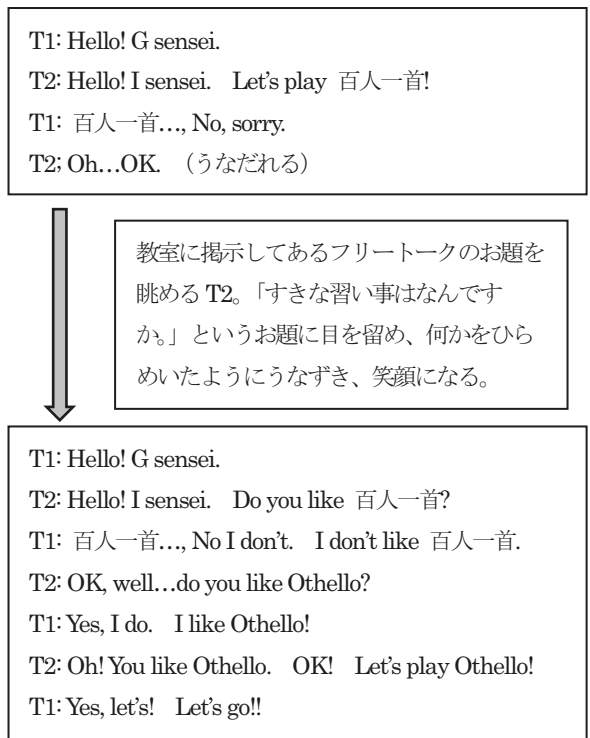 T1: Hello! G sensei.
T2: Hello! I sensei. Let's play 百人一首!
T1: 百人一首…, No, sorry.
T2; Oh…OK. （うなだれる）
教室に掲示してあるフリートークのお題を
眺める T2。「すきな習い事はなんです
か。」というお題に目を留め、何かをひら
めいたようにうなずき、笑顔になる。
T1: Hello! G sensei.
T2: Hello! I sensei. Do you like 百人一首?
T1: 百人一首…, No I don't. I don't like 百人一首.
T2: OK, well…do you like Othello?
T1: Yes, I do. I like Othello!
T2: Oh! You like Othello. OK! Let's play Othello!
T1: Yes, let's! Let's go!!